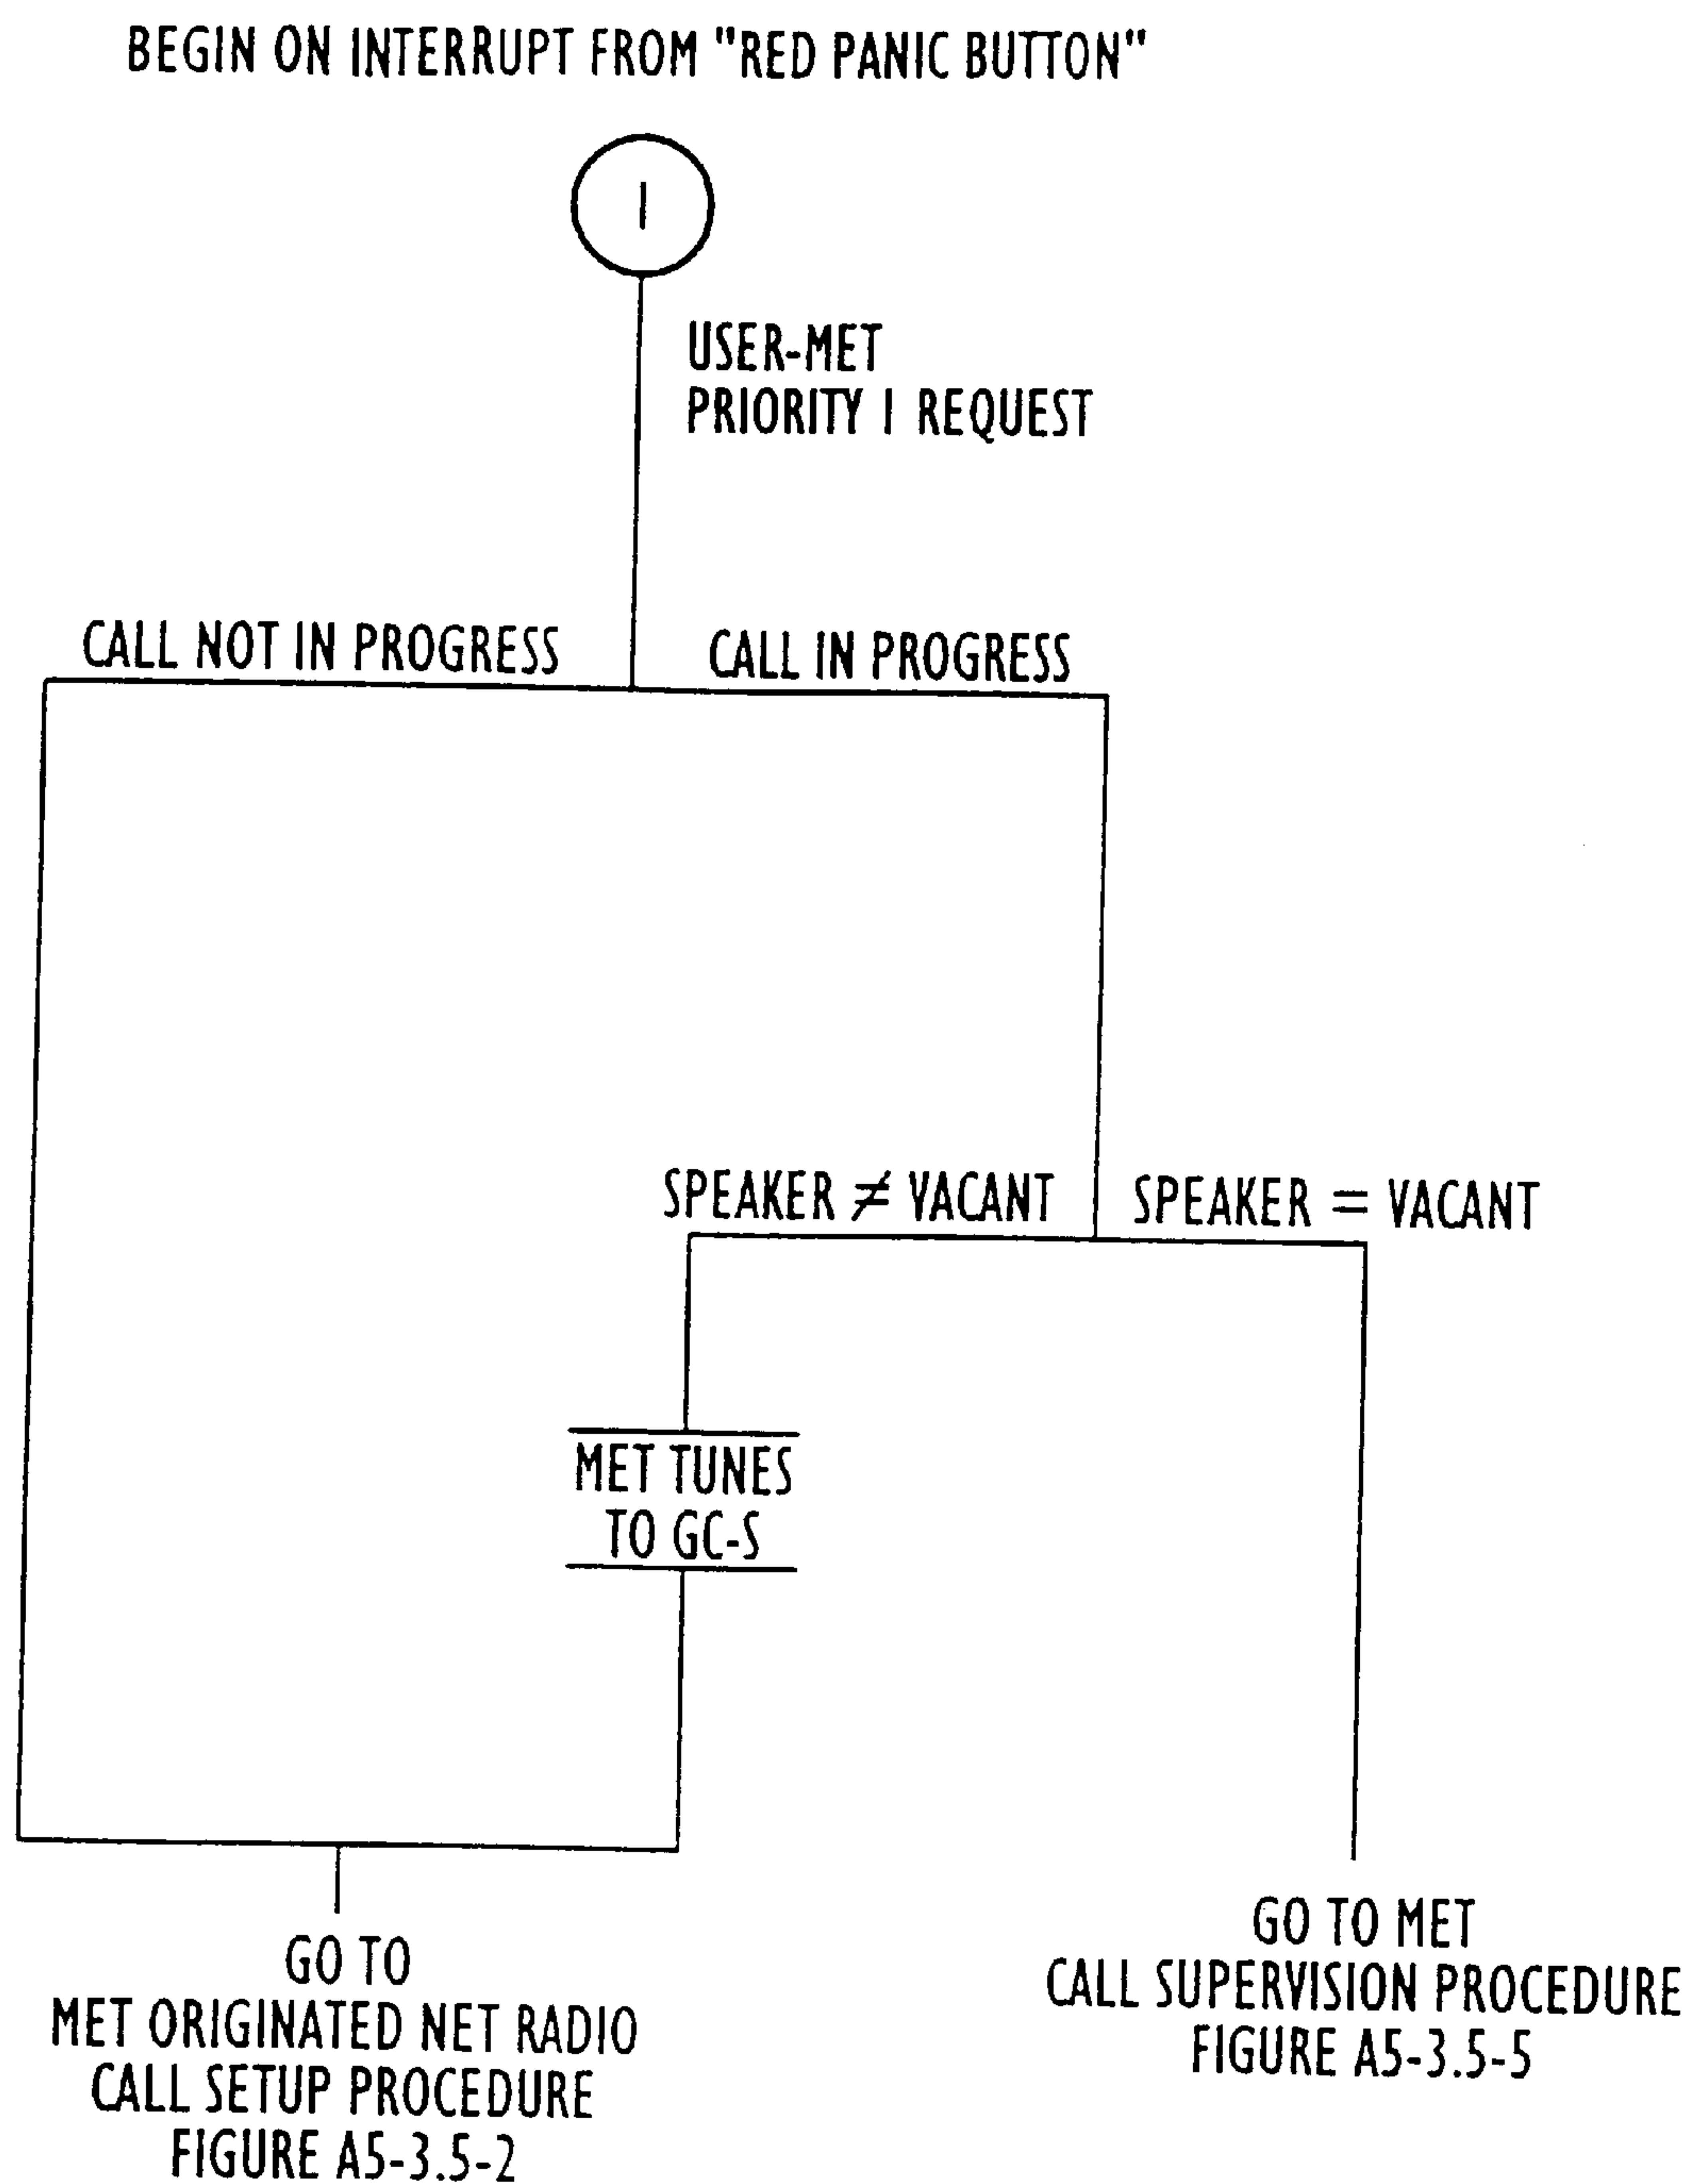 BEGIN ON INTERRUPT FROM "RED PANIC BUTTON"
1
USER-MET
PRIORITY 1 REQUEST
CALL NOT IN PROGRESS
CALL IN PROGRESS
SPEAKER ≠ VACANT
SPEAKER = VACANT
MET TUNES
TO GC-S
GO TO
MET ORIGINATED NET RADIO
CALL SETUP PROCEDURE
FIGURE A5-3.5-2
GO TO MET
CALL SUPERVISION PROCEDURE
FIGURE A5-3.5-5